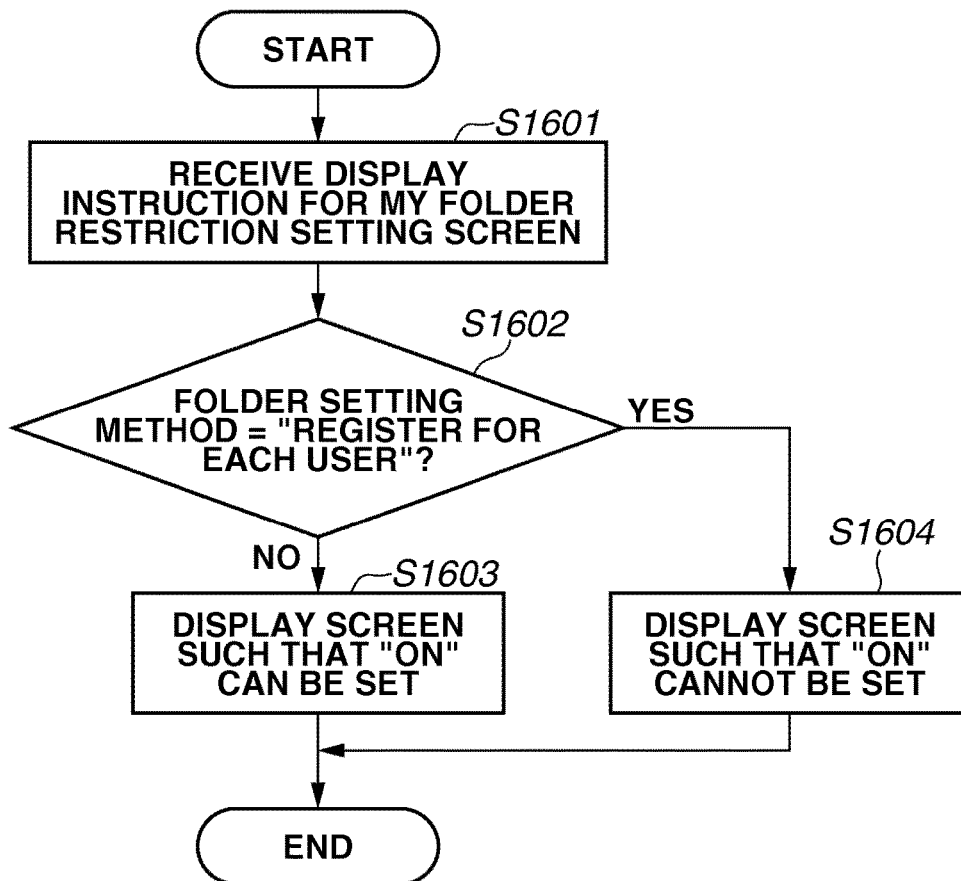 START
S1601
RECEIVE DISPLAY
INSTRUCTION FOR MY FOLDER
RESTRICTION SETTING SCREEN
S1602
FOLDER SETTING
METHOD = "REGISTER FOR
EACH USER"?
YES
NO
S1603
DISPLAY SCREEN
SUCH THAT "ON"
CAN BE SET
S1604
DISPLAY SCREEN
SUCH THAT "ON"
CANNOT BE SET
END